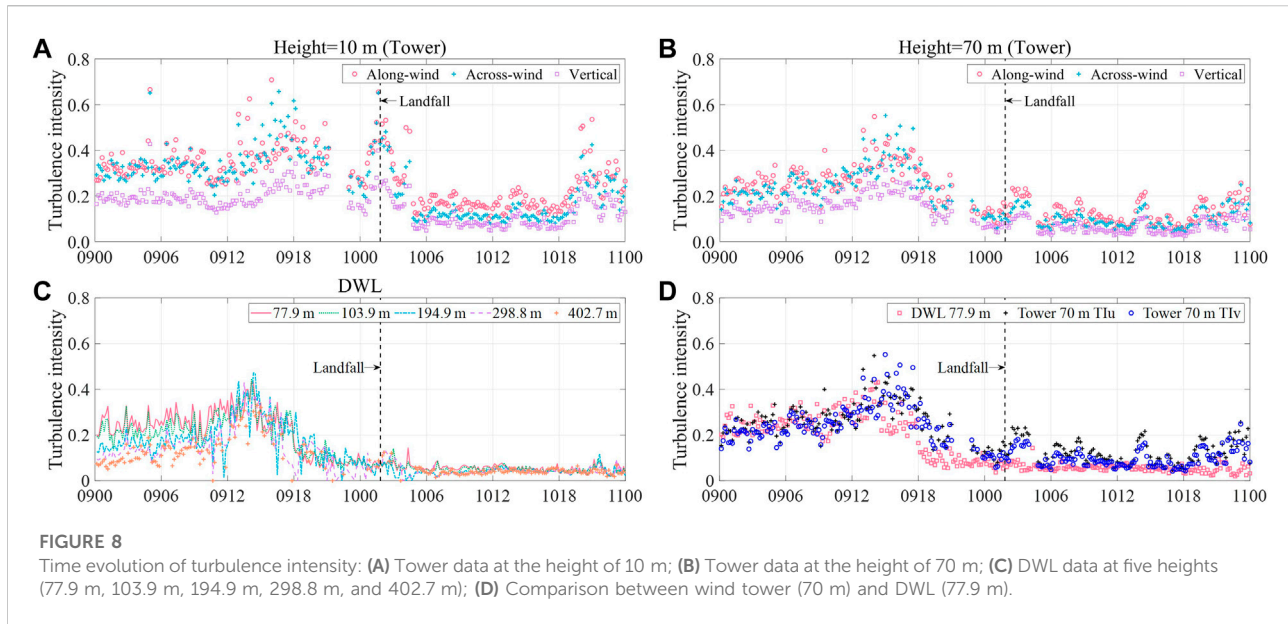 A
Height=10 m (Tower)
0.8
0.6
0.4
0.2
0.0
Turbulence intensity
Along-wind Across-wind Vertical
Landfall
0900 0906 0912 0918 1000 1006 1012 1018 1100
B
Height=70 m (Tower)
0.8
0.6
0.4
0.2
0.0
Turbulence intensity
Along-wind Across-wind Vertical
Landfall
0900 0906 0912 0918 1000 1006 1012 1018 1100
C
DWL
0.8
0.6
0.4
0.2
0
Turbulence intensity
77.9 m 103.9 m 194.9 m 298.8 m 402.7 m
Landfall
0900 0906 0912 0918 1000 1006 1012 1018 1100
D
0.8
0.6
0.4
0.2
0
Turbulence intensity
DWL 77.9 m Tower 70 m TIu Tower 70 m TIv
Landfall
0900 0906 0912 0918 1000 1006 1012 1018 1100
FIGURE 8
Time evolution of turbulence intensity: (A) Tower data at the height of 10 m; (B) Tower data at the height of 70 m; (C) DWL data at five heights
(77.9 m, 103.9 m, 194.9 m, 298.8 m, and 402.7 m); (D) Comparison between wind tower (70 m) and DWL (77.9 m).